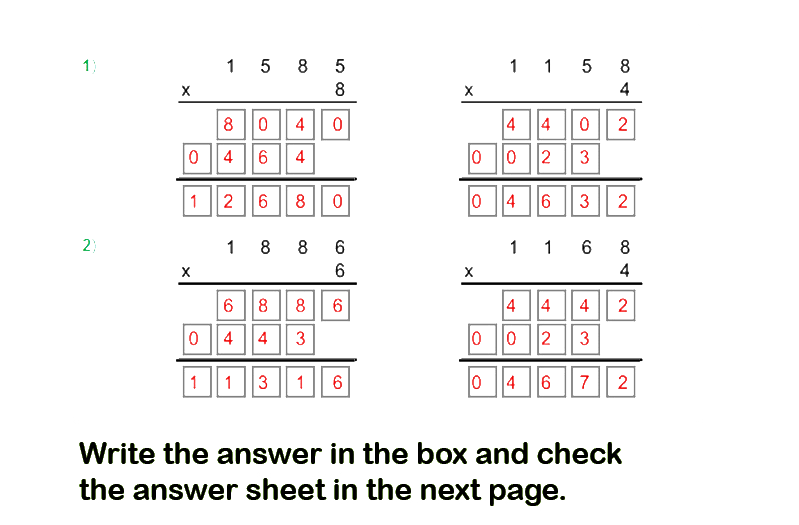 1) 1 5 8 5 1 1 5 8
x 8 x 4
8 0 4 0 4 4 0 2
0 4 6 4 0 0 2 3
1 2 6 8 0 0 4 6 3 2
2) 1 8 8 6 1 1 6 8
x 6 x 4
6 8 8 6 4 4 4 2
0 4 4 3 0 0 2 3
1 1 3 1 6 0 4 6 7 2
Write the answer in the box and check
the answer sheet in the next page.